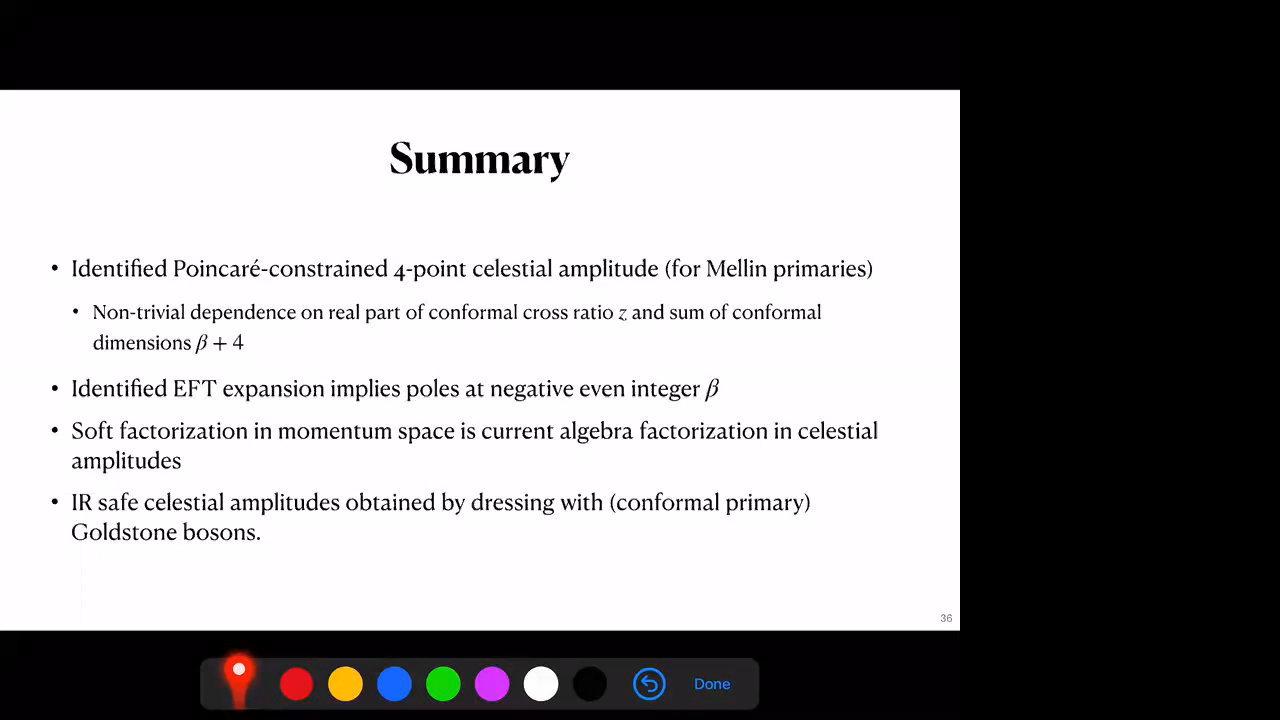 Summary
• Identified Poincaré-constrained 4-point celestial amplitude (for Mellin primaries)
• Non-trivial dependence on real part of conformal cross ratio z and sum of conformal
dimensions β + 4
• Identified EFT expansion implies poles at negative even integer β
• Soft factorization in momentum space is current algebra factorization in celestial
amplitudes
• IR safe celestial amplitudes obtained by dressing with (conformal primary)
Goldstone bosons.
36
Done